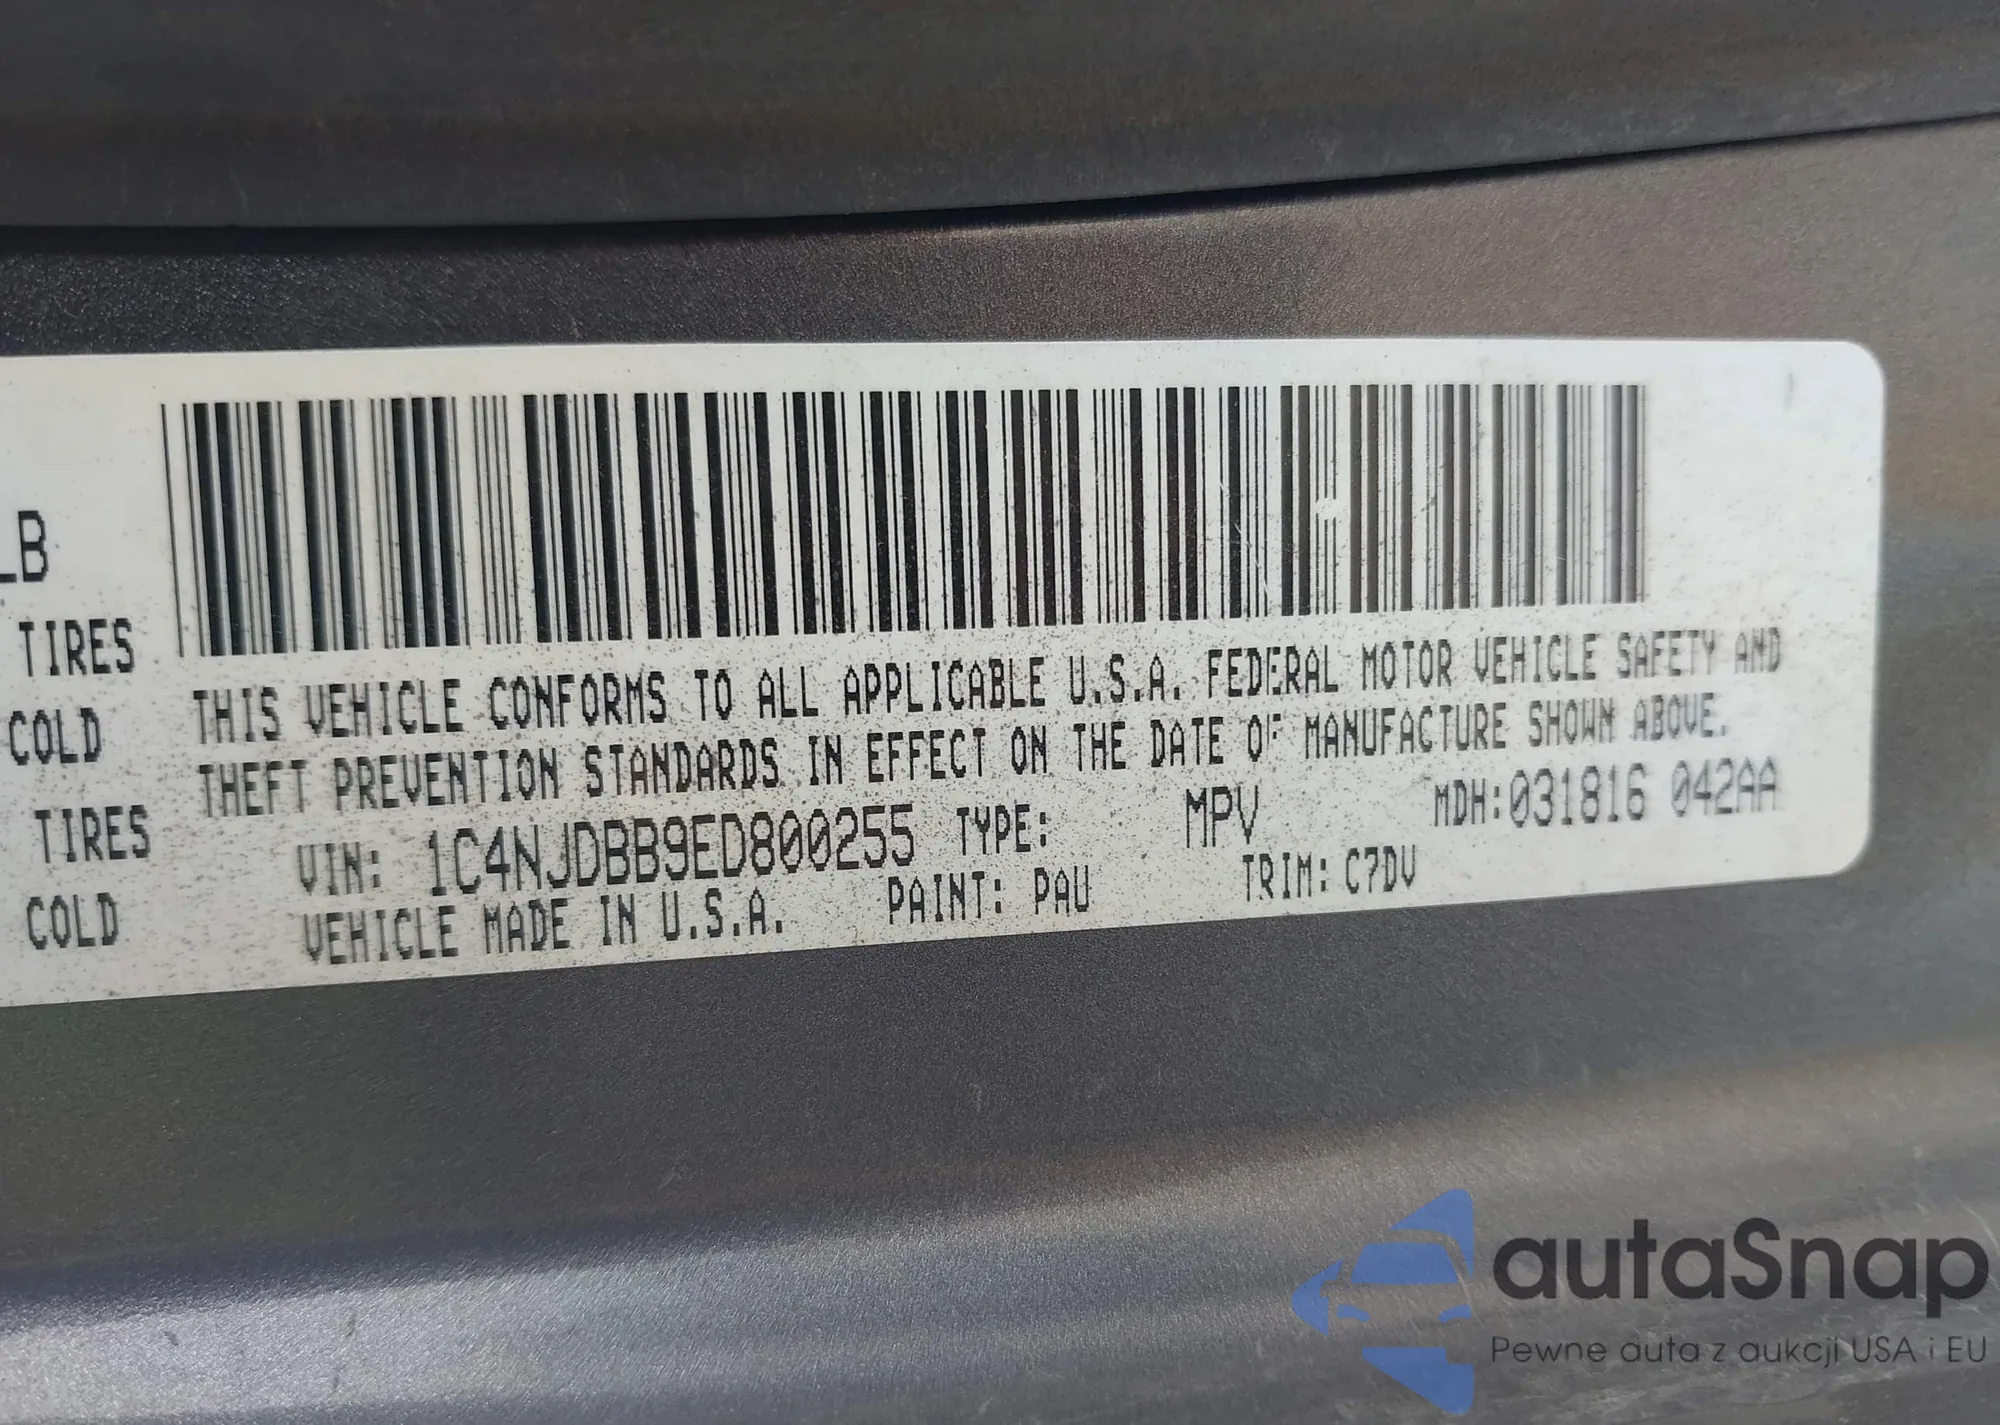 LB
TIRES
COLD
TIRES
COLD
THIS VEHICLE CONFORMS TO ALL APPLICABLE U.S.A. FEDERAL MOTOR VEHICLE SAFETY AND
THEFT PREVENTION STANDARDS IN EFFECT ON THE DATE OF MANUFACTURE SHOWN ABOVE.
VIN: 1C4NJDBB9ED800255 TYPE: MPV MDH:031816 042AA
VEHICLE MADE IN U.S.A. PAINT: PAU TRIM: C7DV
autaSnap
Pewne auta z aukcji USA i EU